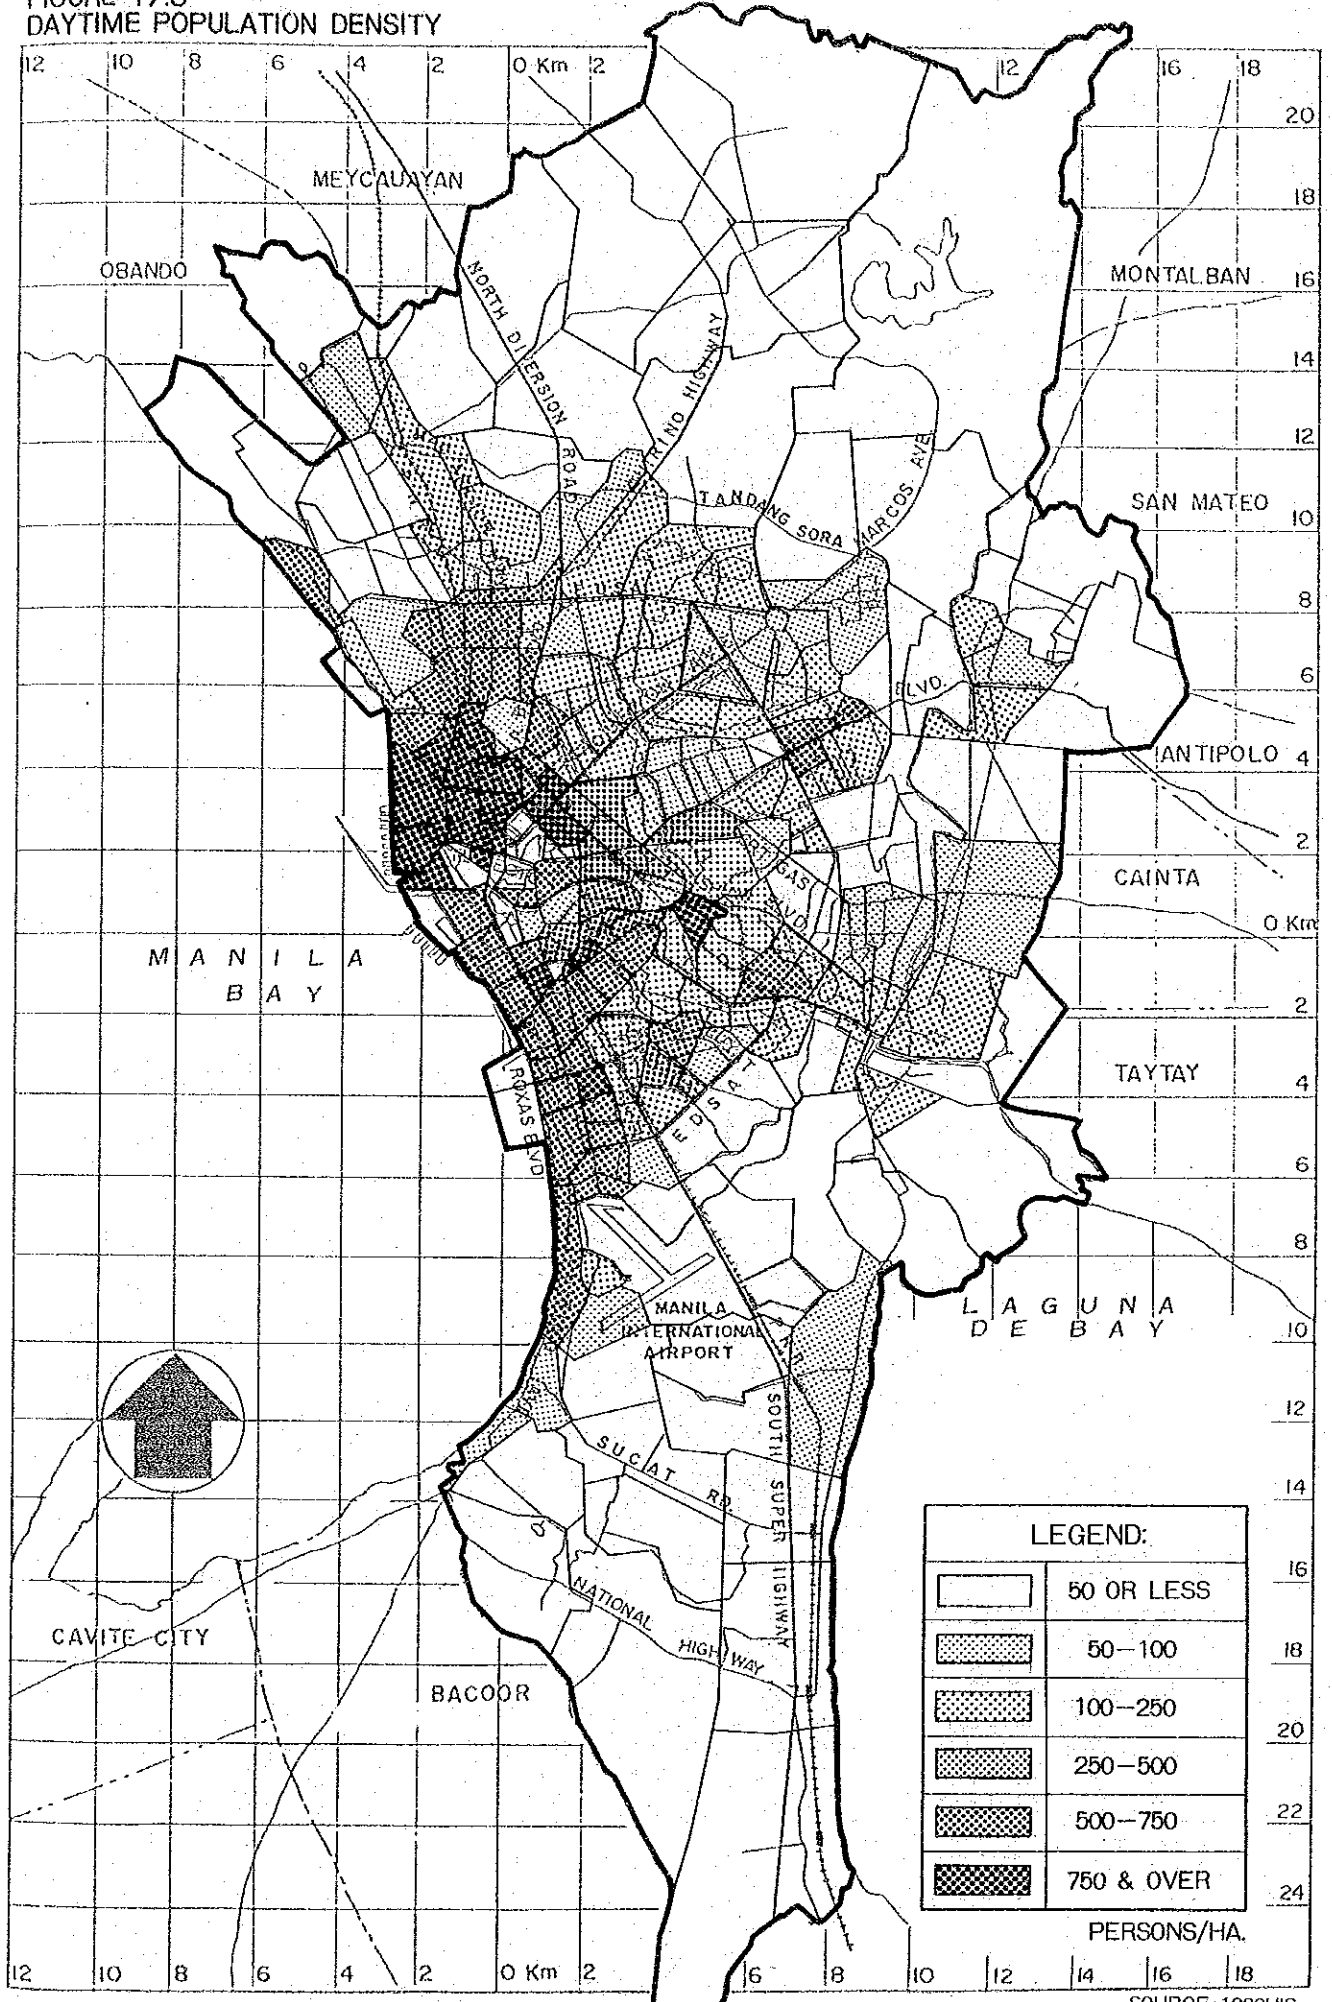 DAYTIME POPULATION DENSITY
12 10 8 6 4 2 0 Km 2 12 16 18
20
MEYCAUAYAN
18
OBANDO
MONTALBAN
16
NORTH DIVERSION ROAD
HIGHWAY
14
12
MARCOS AVE
TANDANG SORA
SAN MATEO
10
8
BLVD.
6
ANTIPOLO
4
2
CAINTA
0 Km
MANILA
BAY
2
TAYTAY
ROXAS BLVD
EDSA
4
6
8
LAGUNA
DE BAY
MANILA
INTERNATIONAL
AIRPORT
10
12
SUCAT RD.
SOUTH SUPER HIGHWAY
14
16
NATIONAL HIGHWAY
CAVITE CITY
18
BACOOR
20
22
24
LEGEND:
50 OR LESS
50-100
100-250
250-500
500-750
750 & OVER
PERSONS/HA.
12 10 8 6 4 2 0 Km 2 6 8 10 12 14 16 18